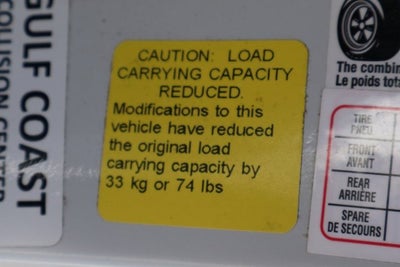 GULF COAST
COLLISION CENTER
CAUTION: LOAD
CARRYING CAPACITY
REDUCED.
Modifications to this
vehicle have reduced
the original load
carrying capacity by
33 kg or 74 lbs
The combin
Le poids tota
TIRE
PNEU
FRONT
AVANT
REAR
ARRIÈRE
SPARE
DE SECOURS